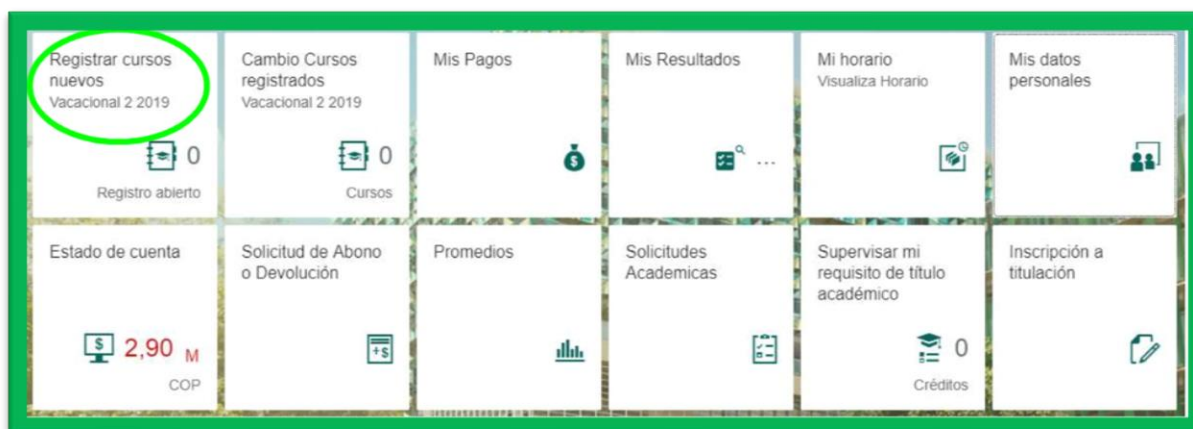 Registrar cursos
nuevos
Vacacional 2 2019
0
Registro abierto
Cambio Cursos
registrados
Vacacional 2 2019
0
Cursos
Mis Pagos
Mis Resultados
...
Mi horario
Visualiza Horario
Mis datos
personales
Estado de cuenta
$ 2,90 M
COP
Solicitud de Abono
o Devolución
+$
Promedios
Solicitudes
Academicas
Supervisar mi
requisito de título
académico
0
Créditos
Inscripción a
titulación